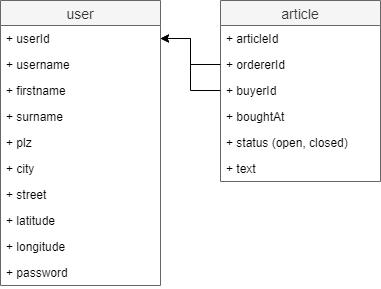 user
+ userId
+ username
+ firstname
+ surname
+ plz
+ city
+ street
+ latitude
+ longitude
+ password
article
+ articleId
+ ordererId
+ buyerId
+ boughtAt
+ status (open, closed)
+ text